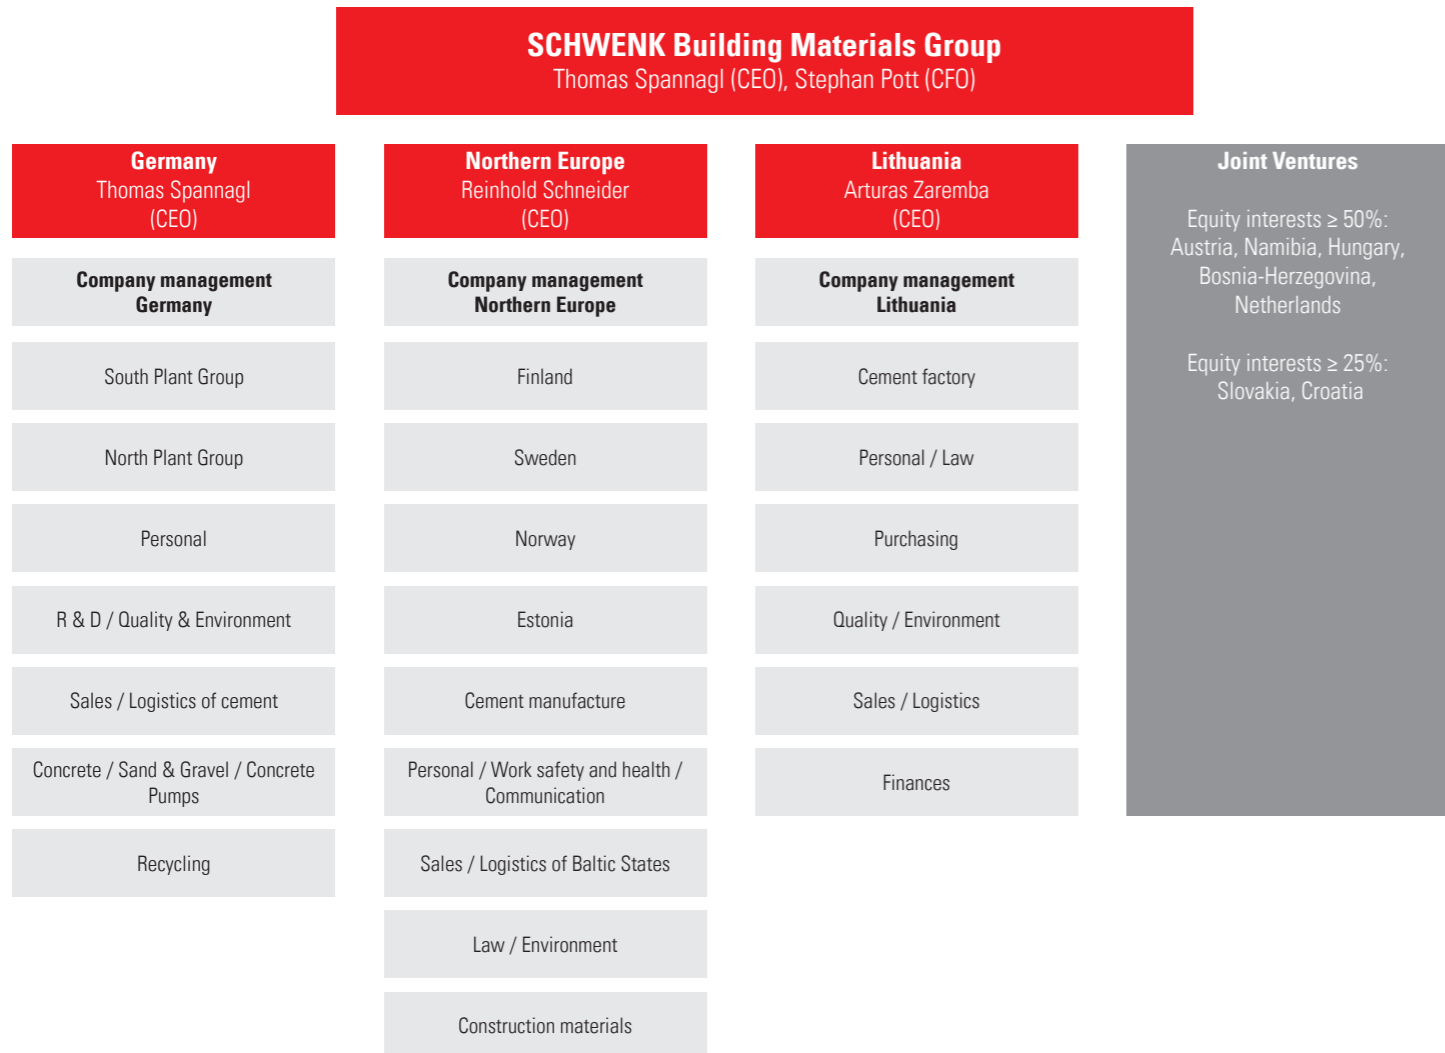 SCHWENK Building Materials Group
Thomas Spannagl (CEO), Stephan Pott (CFO)
Germany
Thomas Spannagl
(CEO)
Company management
Germany
South Plant Group
North Plant Group
Personal
R & D / Quality & Environment
Sales / Logistics of cement
Concrete / Sand & Gravel / Concrete
Pumps
Recycling
Northern Europe
Reinhold Schneider
(CEO)
Company management
Northern Europe
Finland
Sweden
Norway
Estonia
Cement manufacture
Personal / Work safety and health /
Communication
Sales / Logistics of Baltic States
Law / Environment
Construction materials
Lithuania
Arturas Zaremba
(CEO)
Company management
Lithuania
Cement factory
Personal / Law
Purchasing
Quality / Environment
Sales / Logistics
Finances
Joint Ventures
Equity interests ≥ 50%:
Austria, Namibia, Hungary,
Bosnia-Herzegovina,
Netherlands
Equity interests ≥ 25%:
Slovakia, Croatia